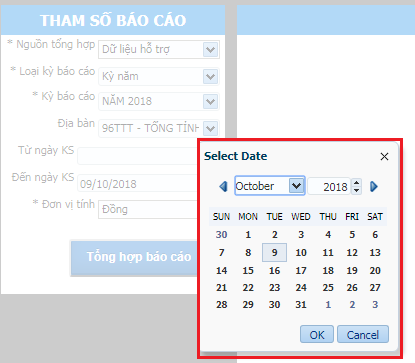 THAM SỐ BÁO CÁO
* Nguồn tổng hợp Dữ liệu hỗ trợ
* Loại kỳ báo cáo Kỳ năm
* Kỳ báo cáo NĂM 2018
Địa bàn 96TTT - TỔNG TỈNH
Từ ngày KS
Đến ngày KS 09/10/2018
* Đơn vị tính Đồng
Tổng hợp báo cáo
Select Date
October 2018
SUN MON TUE WED THU FRI SAT
30 1 2 3 4 5 6
7 8 9 10 11 12 13
14 15 16 17 18 19 20
21 22 23 24 25 26 27
28 29 30 31 1 2 3
OK Cancel